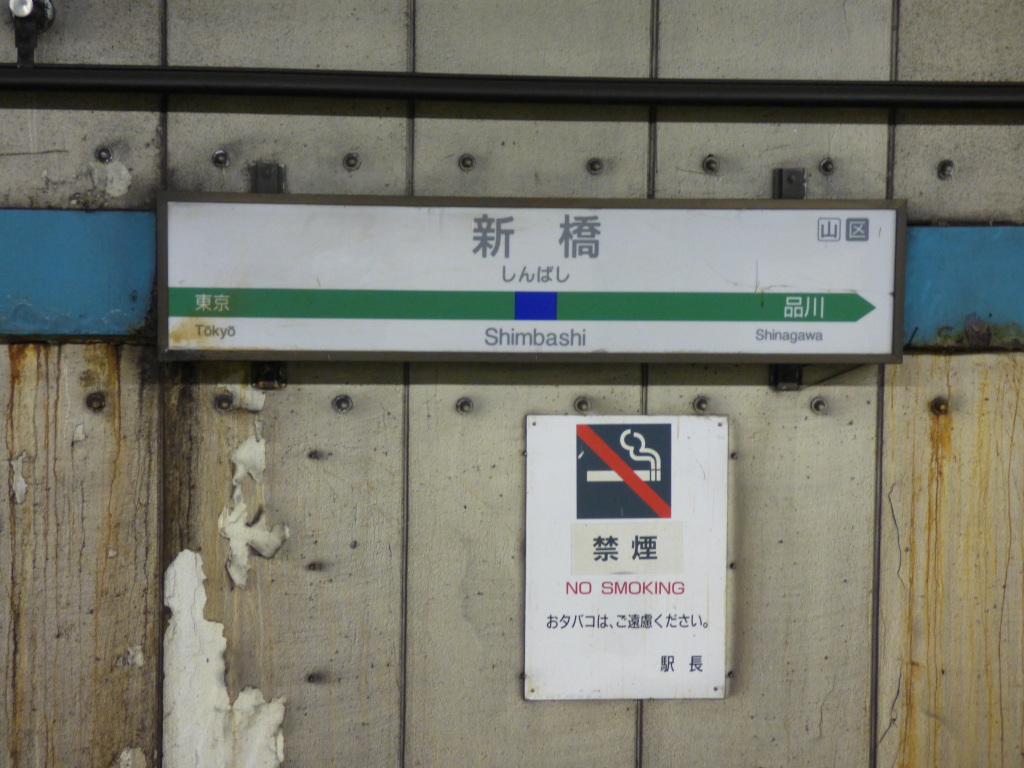 新 橋
山 区
しんばし
東京 品川
Tōkyō Shimbashi Shinagawa
禁煙
NO SMOKING
おタバコは、ご遠慮ください。
駅 長